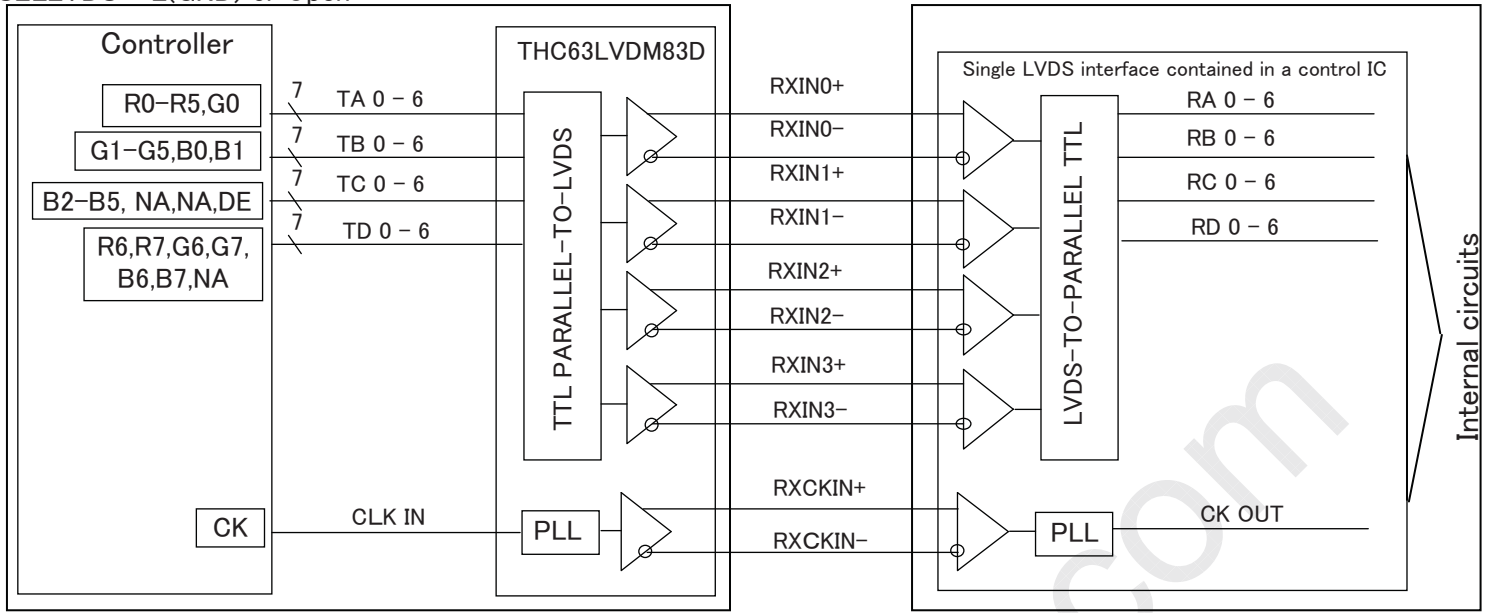 Controller
R0-R5,G0
G1-G5,B0,B1
B2-B5, NA,NA,DE
R6,R7,G6,G7,
B6,B7,NA
CK
7
TA 0 - 6
7
TB 0 - 6
7
TC 0 - 6
7
TD 0 - 6
CLK IN
THC63LVDM83D
TTL PARALLEL-TO-LVDS
PLL
RXIN0+
RXIN0-
RXIN1+
RXIN1-
RXIN2+
RXIN2-
RXIN3+
RXIN3-
RXCKIN+
RXCKIN-
Single LVDS interface contained in a control IC
LVDS-TO-PARALLEL TTL
PLL
RA 0 - 6
RB 0 - 6
RC 0 - 6
RD 0 - 6
CK OUT
Internal circuits
com